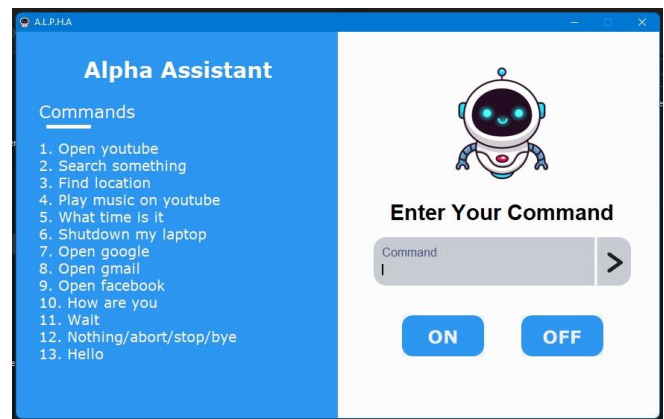 A.L.P.H.A
Alpha Assistant
Commands
1. Open youtube
2. Search something
3. Find location
4. Play music on youtube
5. What time is it
6. Shutdown my laptop
7. Open google
8. Open gmail
9. Open facebook
10. How are you
11. Wait
12. Nothing/abort/stop/bye
13. Hello
Enter Your Command
Command
ON OFF